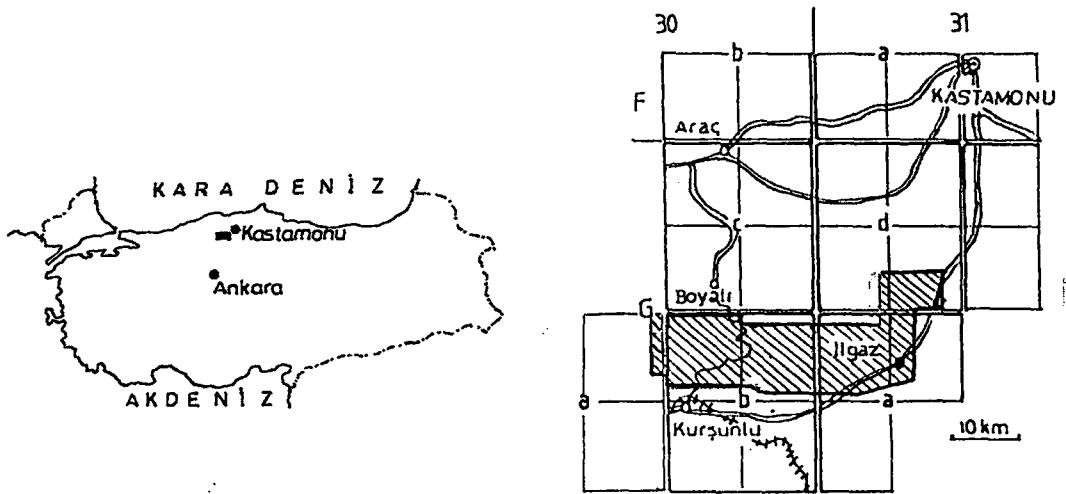 KARA DENİZ
Kastamonu
Ankara
AKDENİZ
30 31
b a
F
KASTAMONU
Araç
c d
Boyalı
G
Ilgaz
a b a
Kurşunlu
10 km